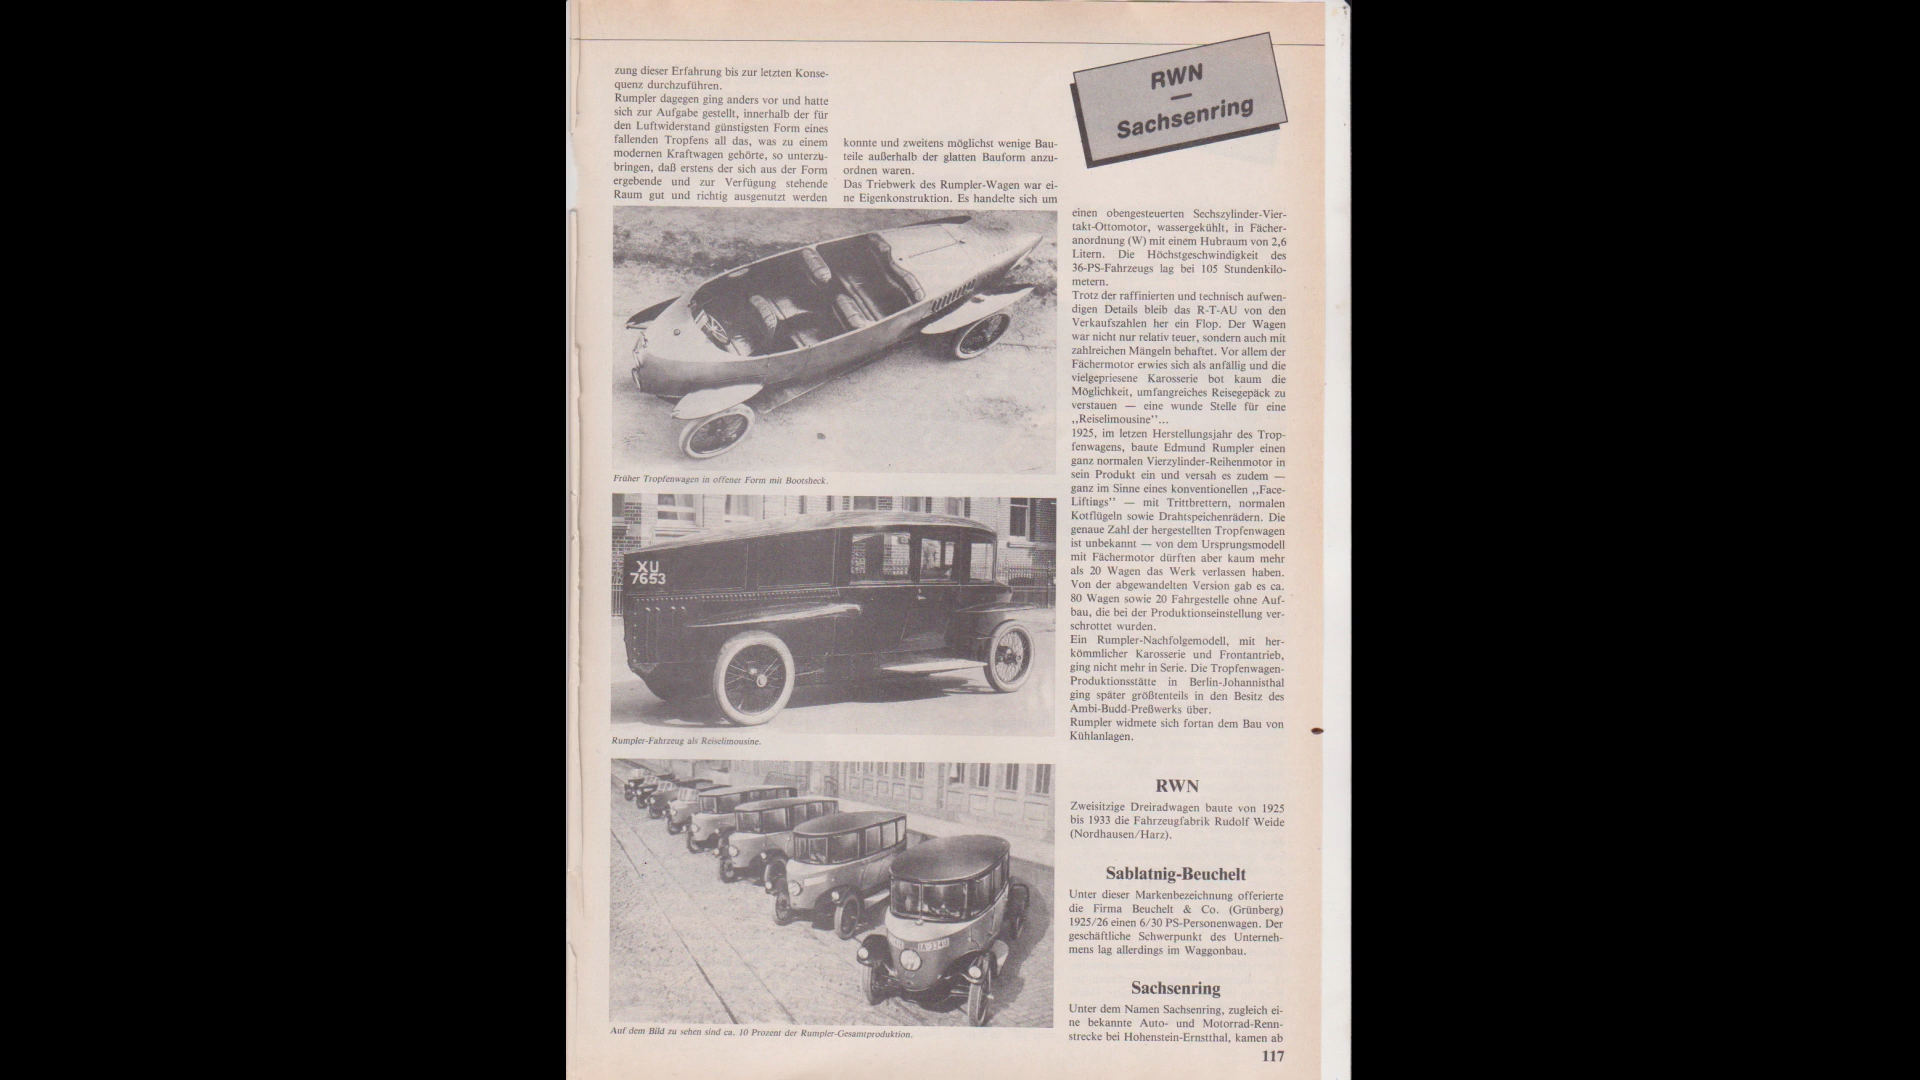 RWN
—
Sachsenring
zung dieser Erfahrung bis zur letzten Konse-
quenz durchzuführen.
Rumpler dagegen ging anders vor und hatte
sich zur Aufgabe gestellt, innerhalb der für
den Luftwiderstand günstigsten Form eines
fallenden Tropfens all das, was zu einem
modernen Kraftwagen gehörte, so unterzu-
bringen, daß erstens der sich aus der Form
ergebende und zur Verfügung stehende
Raum gut und richtig ausgenutzt werden
konnte und zweitens möglichst wenige Bau-
teile außerhalb der glatten Bauform anzu-
ordnen waren.
Das Triebwerk des Rumpler-Wagen war ei-
ne Eigenkonstruktion. Es handelte sich um
Früher Tropfenwagen in offener Form mit Bootsheck.
XU
7653
Rumpler-Fahrzeug als Reiselimousine.
Auf dem Bild zu sehen sind ca. 10 Prozent der Rumpler-Gesamtproduktion.
einen obengesteuerten Sechszylinder-Vier-
takt-Ottomotor, wassergekühlt, in Fächer-
anordnung (W) mit einem Hubraum von 2,6
Litern. Die Höchstgeschwindigkeit des
36-PS-Fahrzeugs lag bei 105 Stundenkilo-
metern.
Trotz der raffinierten und technisch aufwen-
digen Details bleib das R-T-AU von den
Verkaufszahlen her ein Flop. Der Wagen
war nicht nur relativ teuer, sondern auch mit
zahlreichen Mängeln behaftet. Vor allem der
Fächermotor erwies sich als anfällig und die
vielgepriesene Karosserie bot kaum die
Möglichkeit, umfangreiches Reisegepäck zu
verstauen — eine wunde Stelle für eine
,,Reiselimousine''...
1925, im letzen Herstellungsjahr des Trop-
fenwagens, baute Edmund Rumpler einen
ganz normalen Vierzylinder-Reihenmotor in
sein Produkt ein und versah es zudem —
ganz im Sinne eines konventionellen ,,Face-
Liftings'' — mit Trittbrettern, normalen
Kotflügeln sowie Drahtspeichenrädern. Die
genaue Zahl der hergestellten Tropfenwagen
ist unbekannt — von dem Ursprungsmodell
mit Fächermotor dürften aber kaum mehr
als 20 Wagen das Werk verlassen haben.
Von der abgewandelten Version gab es ca.
80 Wagen sowie 20 Fahrgestelle ohne Auf-
bau, die bei der Produktionseinstellung ver-
schrottet wurden.
Ein Rumpler-Nachfolgemodell, mit her-
kömmlicher Karosserie und Frontantrieb,
ging nicht mehr in Serie. Die Tropfenwagen-
Produktionsstätte in Berlin-Johannisthal
ging später größtenteils in den Besitz des
Ambi-Budd-Preßwerks über.
Rumpler widmete sich fortan dem Bau von
Kühlanlagen.
RWN
Zweisitzige Dreiradwagen baute von 1925
bis 1933 die Fahrzeugfabrik Rudolf Weide
(Nordhausen/Harz).
Sablatnig-Beuchelt
Unter dieser Markenbezeichnung offerierte
die Firma Beuchelt & Co. (Grünberg)
1925/26 einen 6/30 PS-Personenwagen. Der
geschäftliche Schwerpunkt des Unterneh-
mens lag allerdings im Waggonbau.
Sachsenring
Unter dem Namen Sachsenring, zugleich ei-
ne bekannte Auto- und Motorrad-Renn-
strecke bei Hohenstein-Ernstthal, kamen ab
117